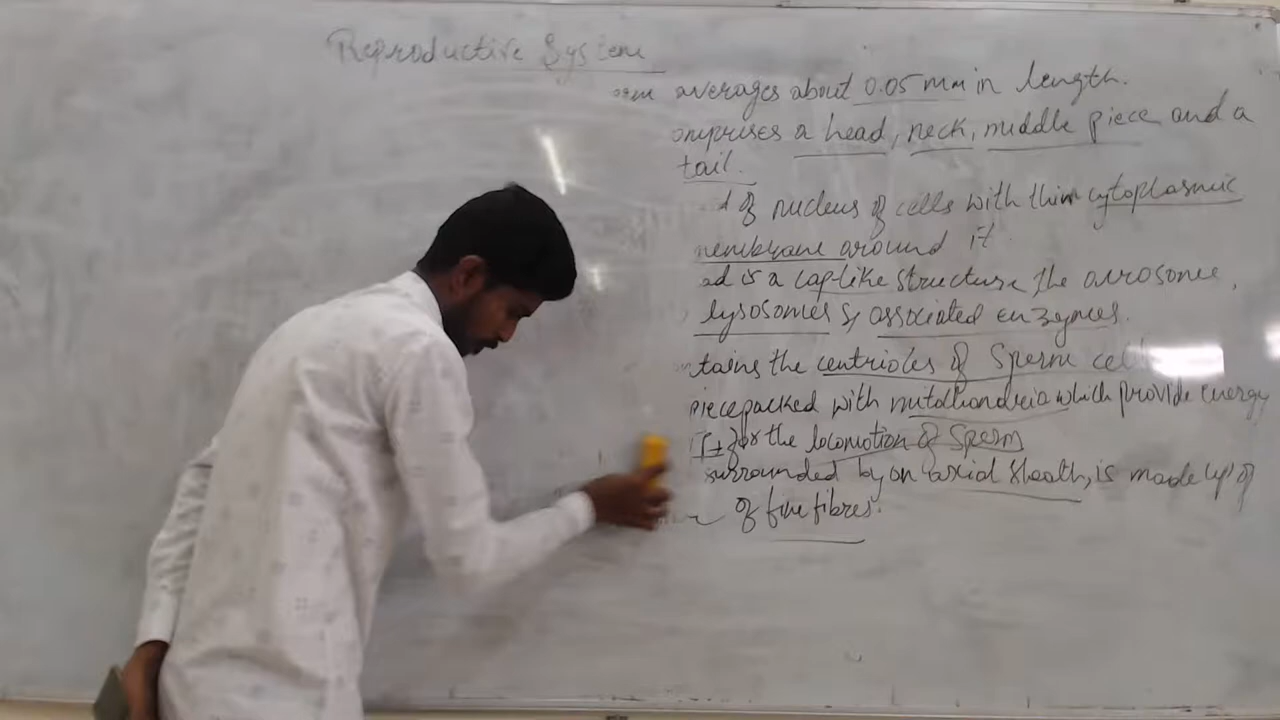 Reproductive System
averages about 0.05 mm in length.
omprises a head, neck, middle piece and a
tail.
d of nucleus of cells with thin cytoplasmic
membrane around it.
ad is a cap-like structure the acrosome,
lysosomes & associated enzymes.
tains the centrioles of Sperm cell
piece packed with mitochondria which provide energy
for the locomotion of Sperm
surrounded by an axial sheath, is made up of
of fine fibres.